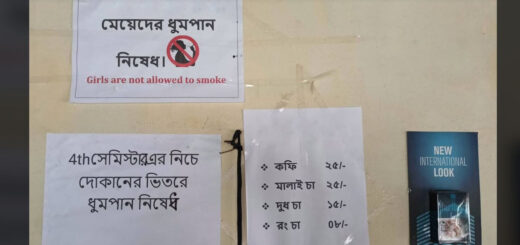 মেয়েদের ধুমপান
নিষেধ।
Girls are not allowed to smoke
4thসেমিস্টারএর নিচে
দোকানের ভিতরে
ধুমপান নিষেধ
❖ কফি ২৫/-
❖ মালাই চা ২৫/-
❖ দুধ চা ১৫/-
❖ রং চা ০৮/-
NEW
INTERNATIONAL
LOOK